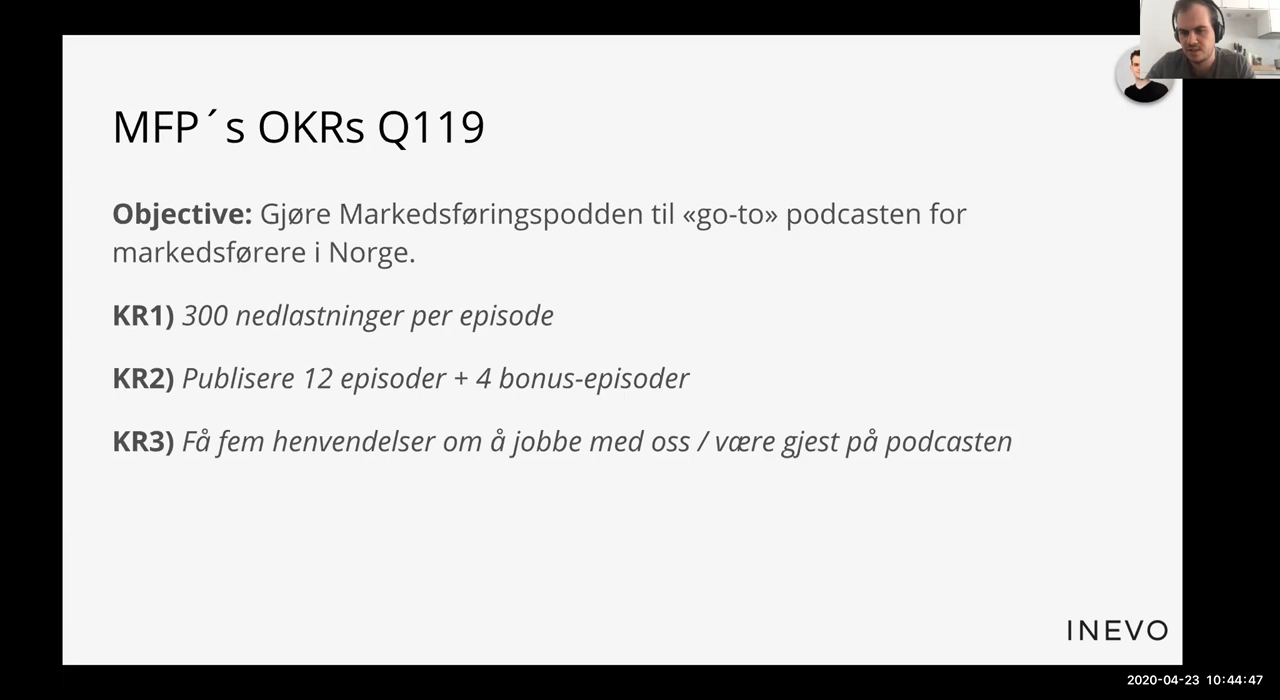 MFP´s OKRs Q119
Objective: Gjøre Markedsføringspodden til «go-to» podcasten for
markedsførere i Norge.
KR1) 300 nedlastninger per episode
KR2) Publisere 12 episoder + 4 bonus-episoder
KR3) Få fem henvendelser om å jobbe med oss / være gjest på podcasten
INEVO
2020-04-23 10:44:47